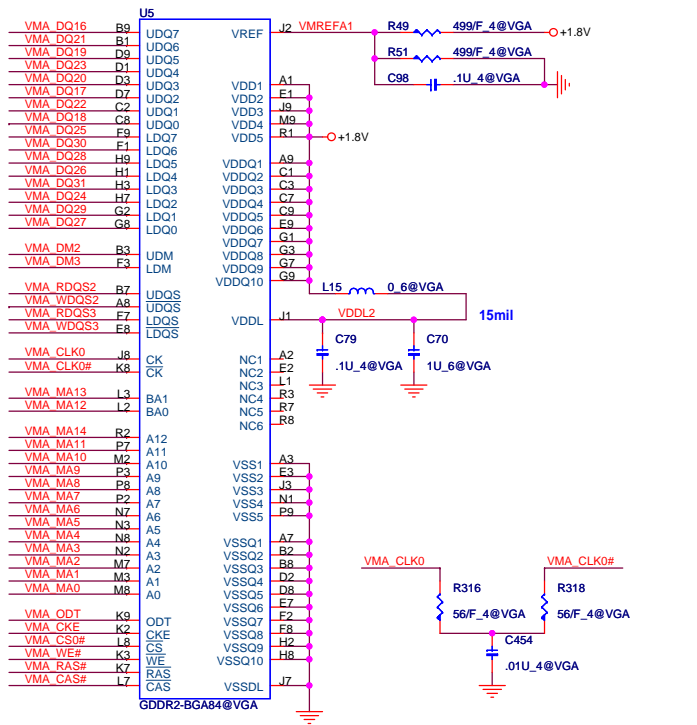 U5
VMA_DQ16 B9 UDQ7
VMA_DQ21 B1 UDQ6
VMA_DQ19 D9 UDQ5
VMA_DQ23 D1 UDQ4
VMA_DQ20 D3 UDQ3
VMA_DQ17 D7 UDQ2
VMA_DQ22 C2 UDQ1
VMA_DQ18 C8 UDQ0
VMA_DQ25 F9 LDQ7
VMA_DQ30 F1 LDQ6
VMA_DQ28 H9 LDQ5
VMA_DQ26 H1 LDQ4
VMA_DQ31 H3 LDQ3
VMA_DQ24 H7 LDQ2
VMA_DQ29 G2 LDQ1
VMA_DQ27 G8 LDQ0
VMA_DM2 B3 UDM
VMA_DM3 F3 LDM
VMA_RDQS2 B7 UDQS
VMA_WDQS2 A8 UDQS
VMA_RDQS3 F7 LDQS
VMA_WDQS3 E8 LDQS
VMA_CLK0 J8 CK
VMA_CLK0# K8 CK
VMA_MA13 L3 BA1
VMA_MA12 L2 BA0
VMA_MA14 R2 A12
VMA_MA11 P7 A11
VMA_MA10 M2 A10
VMA_MA9 P3 A9
VMA_MA8 P8 A8
VMA_MA7 P2 A7
VMA_MA6 N7 A6
VMA_MA5 N3 A5
VMA_MA4 N8 A4
VMA_MA3 N2 A3
VMA_MA2 M7 A2
VMA_MA1 M3 A1
VMA_MA0 M8 A0
VMA_ODT K9 ODT
VMA_CKE K2 CKE
VMA_CS0# L8 CS
VMA_WE# K3 WE
VMA_RAS# K7 RAS
VMA_CAS# L7 CAS
VREF J2 VMREFA1
VDD1 A1
VDD2 E1
VDD3 J9
VDD4 M9
VDD5 R1 +1.8V
VDDQ1 A9
VDDQ2 C1
VDDQ3 C3
VDDQ4 C7
VDDQ5 C9
VDDQ6 E9
VDDQ7 G1
VDDQ8 G3
VDDQ9 G7
VDDQ10 G9
VDDL J1 VDDL2
NC1 A2
NC2 E2
NC3 L1
NC4 R3
NC5 R7
NC6 R8
VSS1 A3
VSS2 E3
VSS3 J3
VSS4 N1
VSS5 P9
VSSQ1 A7
VSSQ2 B2
VSSQ3 B8
VSSQ4 D2
VSSQ5 D8
VSSQ6 E7
VSSQ7 F2
VSSQ8 F8
VSSQ9 H2
VSSQ10 H8
VSSDL J7
GDDR2-BGA84@VGA
R49 499/F_4@VGA +1.8V
R51 499/F_4@VGA
C98 .1U_4@VGA
L15 0_6@VGA
15mil
C79
.1U_4@VGA
C70
1U_6@VGA
VMA_CLK0 VMA_CLK0#
R316
56/F_4@VGA
R318
56/F_4@VGA
C454
.01U_4@VGA